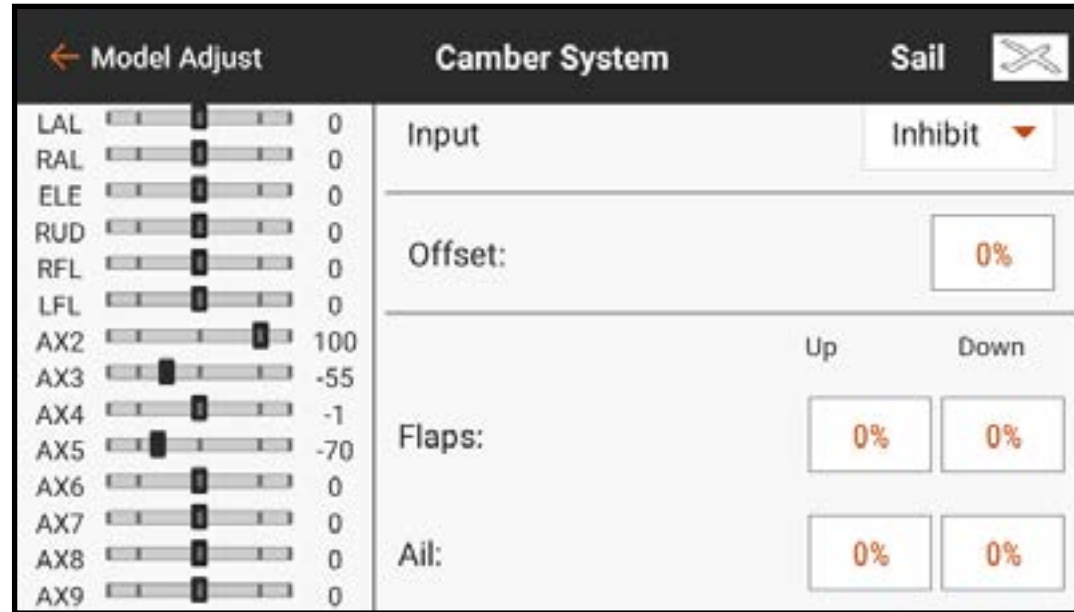 ← Model Adjust Camber System Sail
LAL 0
RAL 0
ELE 0
RUD 0
RFL 0
LFL 0
AX2 100
AX3 -55
AX4 -1
AX5 -70
AX6 0
AX7 0
AX8 0
AX9 0
Input Inhibit
Offset: 0%
Up Down
Flaps: 0% 0%
Ail: 0% 0%